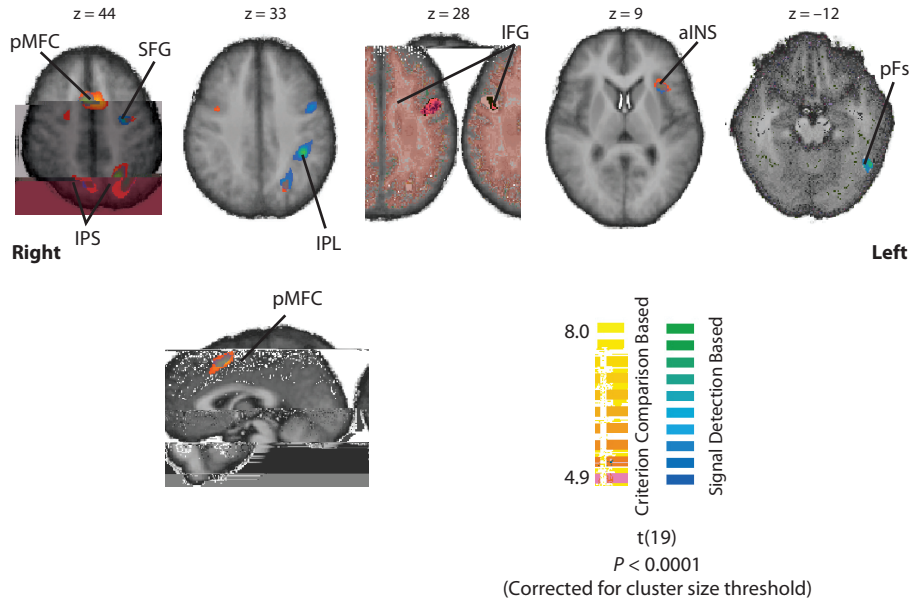 z = 44
z = 33
z = 28
z = 9
z = –12
pMFC
SFG
IFG
aINS
pFs
IPS
IPL
Right
Left
pMFC
8.0
4.9
Criterion Comparison Based
Signal Detection Based
t(19)
P < 0.0001
(Corrected for cluster size threshold)